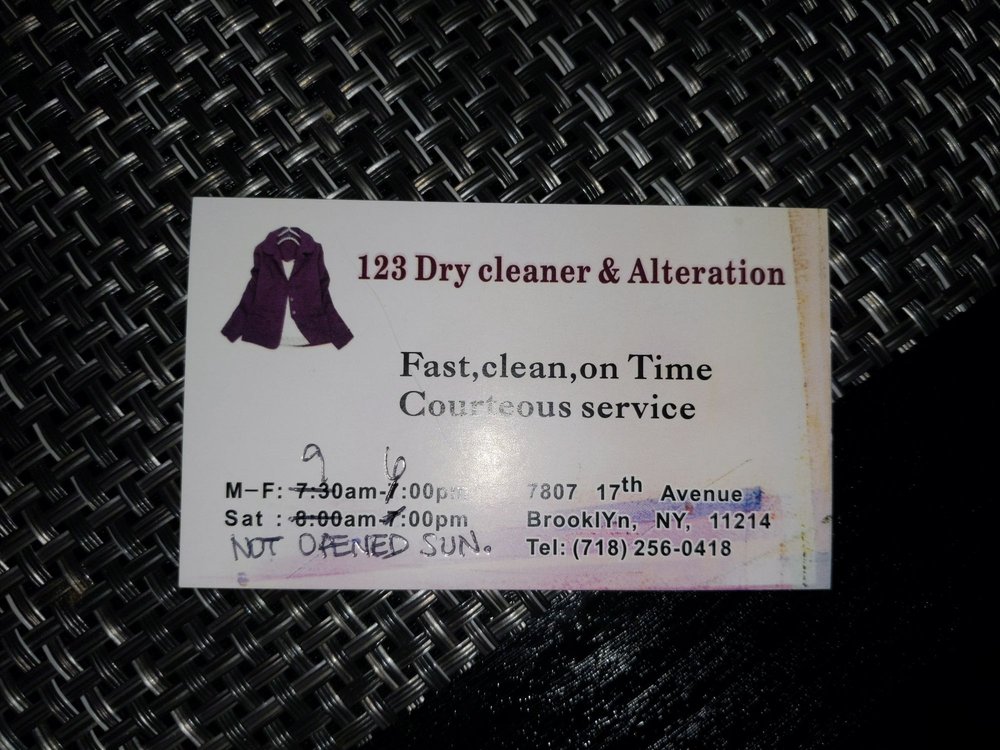 123 Dry cleaner & Alteration
Fast,clean,on Time
Courteous service
9 6
M-F: 7:30am-7:00pm
Sat : 8:00am-7:00pm
NOT OPENED SUN.
7807 17th Avenue
BrooklYn, NY, 11214
Tel: (718) 256-0418